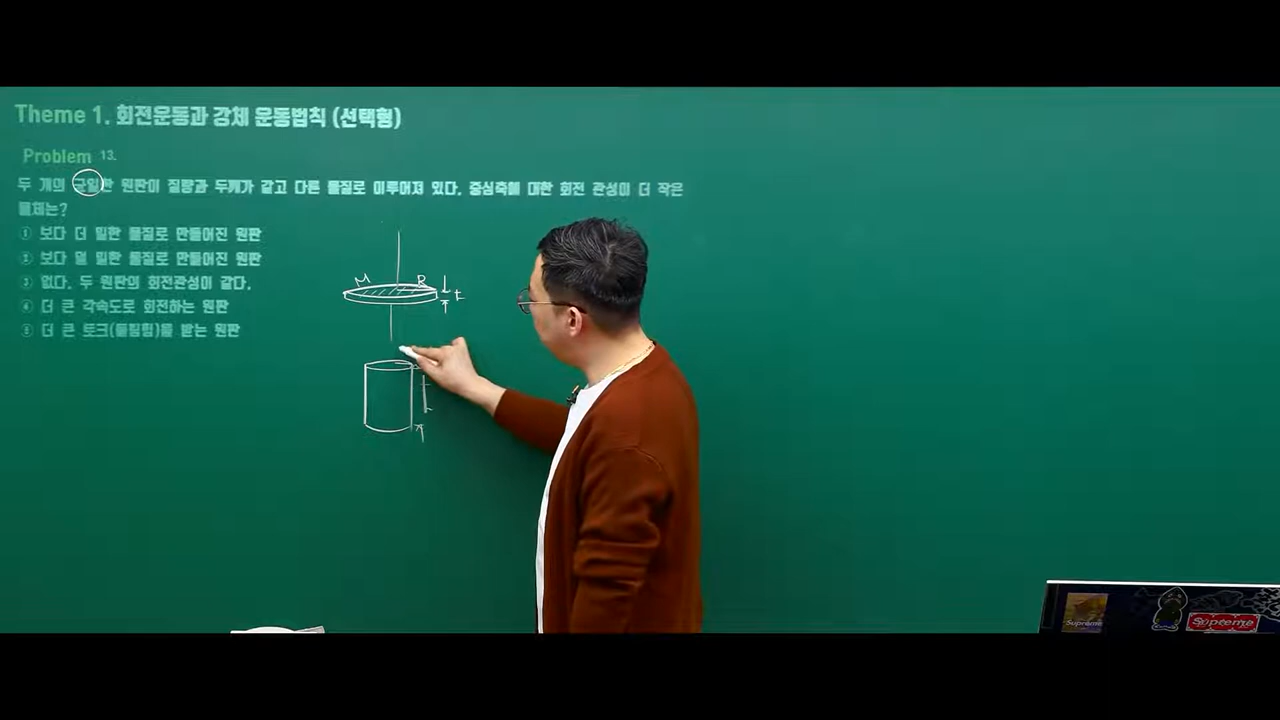 Theme 1. 회전운동과 강체 운동법칙 (선택형)
Problem 13.
두 개의 균일한 원판이 질량과 두께가 같고 다른 물질로 이루어져 있다. 중심축에 대한 회전 관성이 더 작은
물체는?
① 보다 더 밀한 물질로 만들어진 원판
② 보다 덜 밀한 물질로 만들어진 원판
③ 없다. 두 원판의 회전관성이 같다.
④ 더 큰 각속도로 회전하는 원판
⑤ 더 큰 토크(돌림힘)를 받는 원판
M R t
Supreme
Supreme